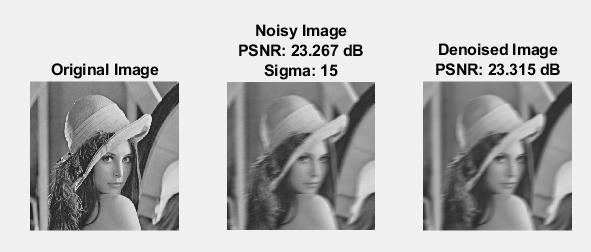 Original Image
Noisy Image
PSNR: 23.267 dB
Sigma: 15
Denoised Image
PSNR: 23.315 dB